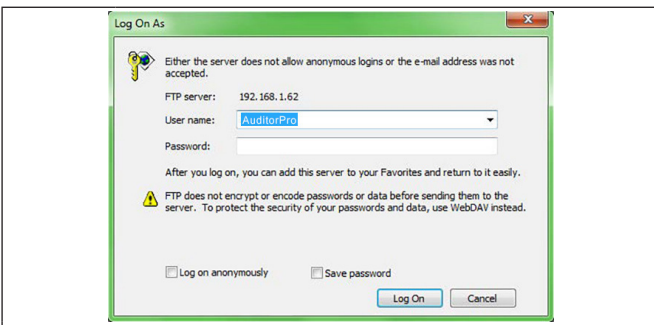 Log On As
Either the server does not allow anonymous logins or the e-mail address was not
accepted.
FTP server: 192.168.1.62
User name: AuditorPro
Password:
After you log on, you can add this server to your Favorites and return to it easily.
FTP does not encrypt or encode passwords or data before sending them to the
server. To protect the security of your passwords and data, use WebDAV instead.
Log on anonymously Save password
Log On Cancel